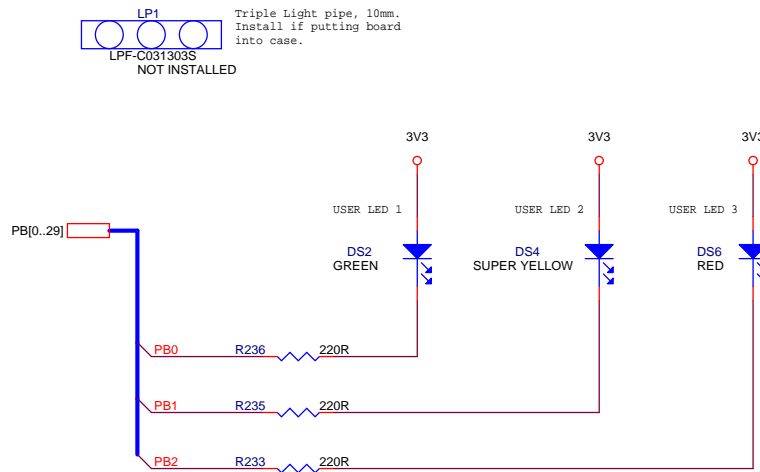 LP1
Triple Light pipe, 10mm.
Install if putting board
into case.
LPF-C031303S
NOT INSTALLED
3V3
3V3
3V3
USER LED 1
USER LED 2
USER LED 3
PB[0..29]
DS2
GREEN
DS4
SUPER YELLOW
DS6
RED
PB0
R236
220R
PB1
R235
220R
PB2
R233
220R